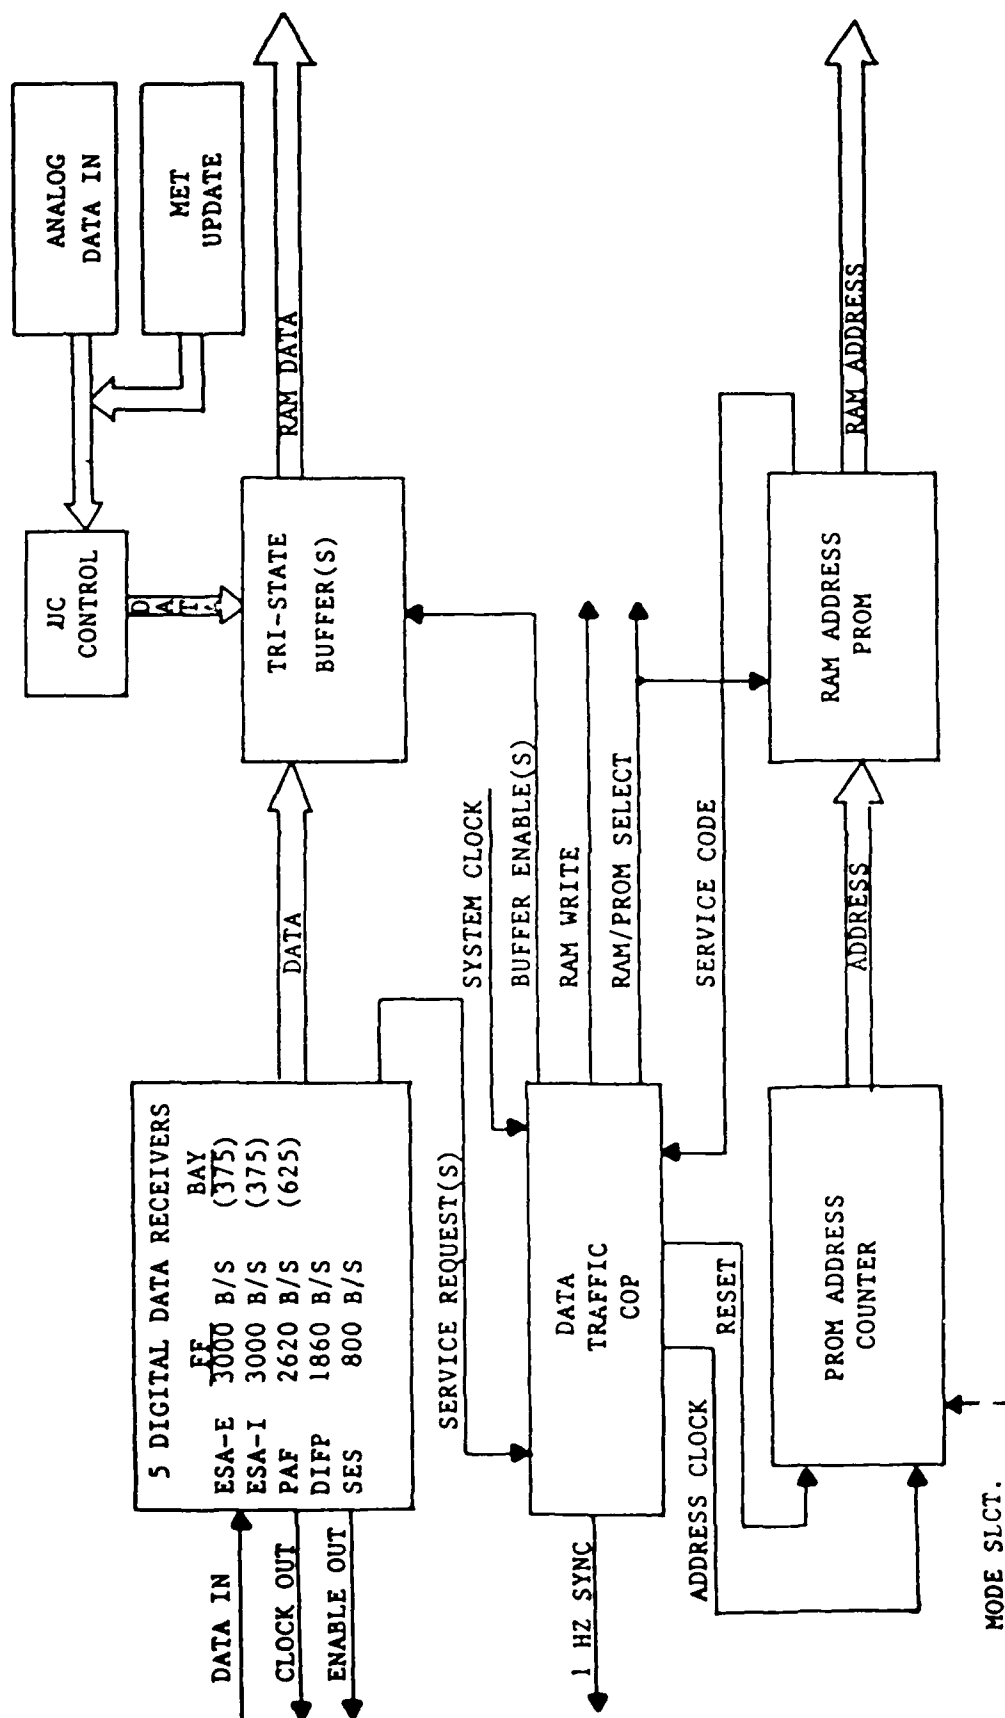 ANALOG
DATA IN
MET
UPDATE
µC
CONTROL
DATA
RAM DATA
TRI-STATE
BUFFER(S)
DATA
5 DIGITAL DATA RECEIVERS
FF BAY
ESA-E 3000 B/S (375)
ESA-I 3000 B/S (375)
PAF 2620 B/S (625)
DIFP 1860 B/S
SES 800 B/S
DATA IN
CLOCK OUT
ENABLE OUT
SERVICE REQUEST(S)
SYSTEM CLOCK
BUFFER ENABLE(S)
RAM WRITE
RAM/PROM SELECT
SERVICE CODE
DATA
TRAFFIC
COP
1 HZ SYNC
RESET
ADDRESS CLOCK
PROM ADDRESS
COUNTER
MODE SLCT.
ADDRESS
RAM ADDRESS
PROM
RAM ADDRESS